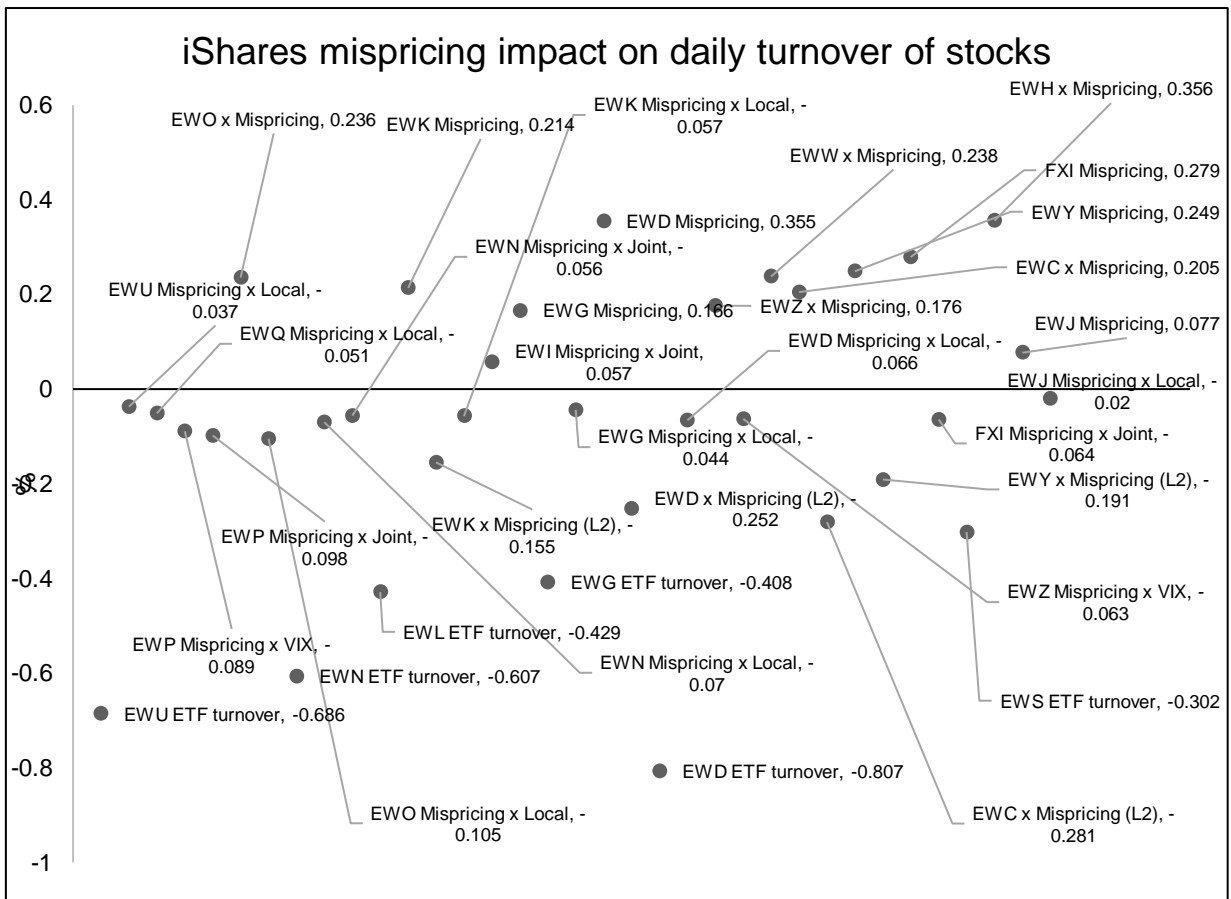 iShares mispricing impact on daily turnover of stocks
0.6
0.4
0.2
0
-0.2
-0.4
-0.6
-0.8
-1
EWO x Mispricing, 0.236
EWK Mispricing, 0.214
EWK Mispricing x Local, -
0.057
EWH x Mispricing, 0.356
EWW x Mispricing, 0.238
FXI Mispricing, 0.279
EWY Mispricing, 0.249
EWD Mispricing, 0.355
EWN Mispricing x Joint, -
0.056
EWC x Mispricing, 0.205
EWU Mispricing x Local, -
0.037
EWG Mispricing, 0.166
EWZ x Mispricing, 0.176
EWJ Mispricing, 0.077
EWQ Mispricing x Local, -
0.051
EWI Mispricing x Joint,
0.057
EWD Mispricing x Local, -
0.066
EWJ Mispricing x Local, -
0.02
EWG Mispricing x Local, -
0.044
FXI Mispricing x Joint, -
0.064
EWY x Mispricing (L2), -
0.191
EWP Mispricing x Joint, -
0.098
EWK x Mispricing (L2), -
0.155
EWD x Mispricing (L2), -
0.252
EWG ETF turnover, -0.408
EWZ Mispricing x VIX, -
0.063
EWL ETF turnover, -0.429
EWP Mispricing x VIX, -
0.089
EWN ETF turnover, -0.607
EWN Mispricing x Local, -
0.07
EWS ETF turnover, -0.302
EWU ETF turnover, -0.686
EWD ETF turnover, -0.807
EWO Mispricing x Local, -
0.105
EWC x Mispricing (L2), -
0.281